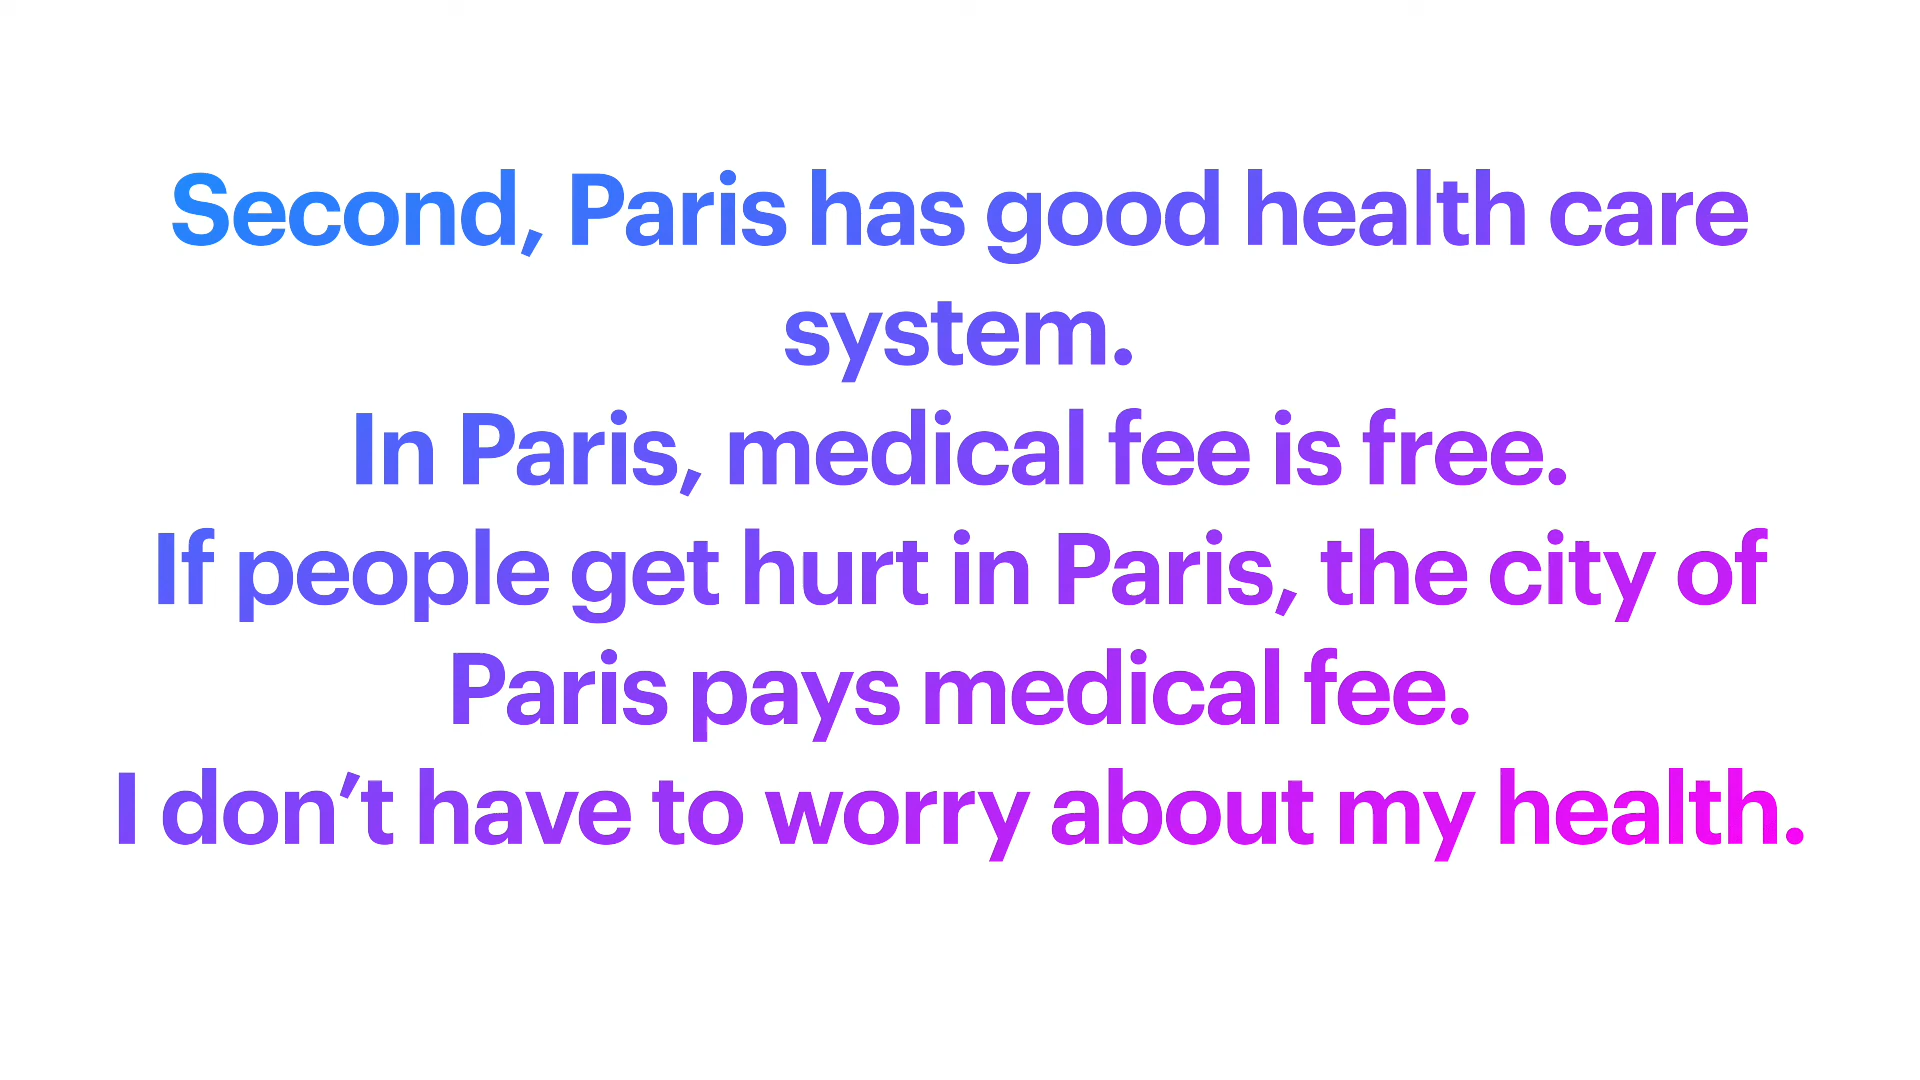 Second, Paris has good health care
system.
In Paris, medical fee is free.
If people get hurt in Paris, the city of
Paris pays medical fee.
I don’t have to worry about my health.